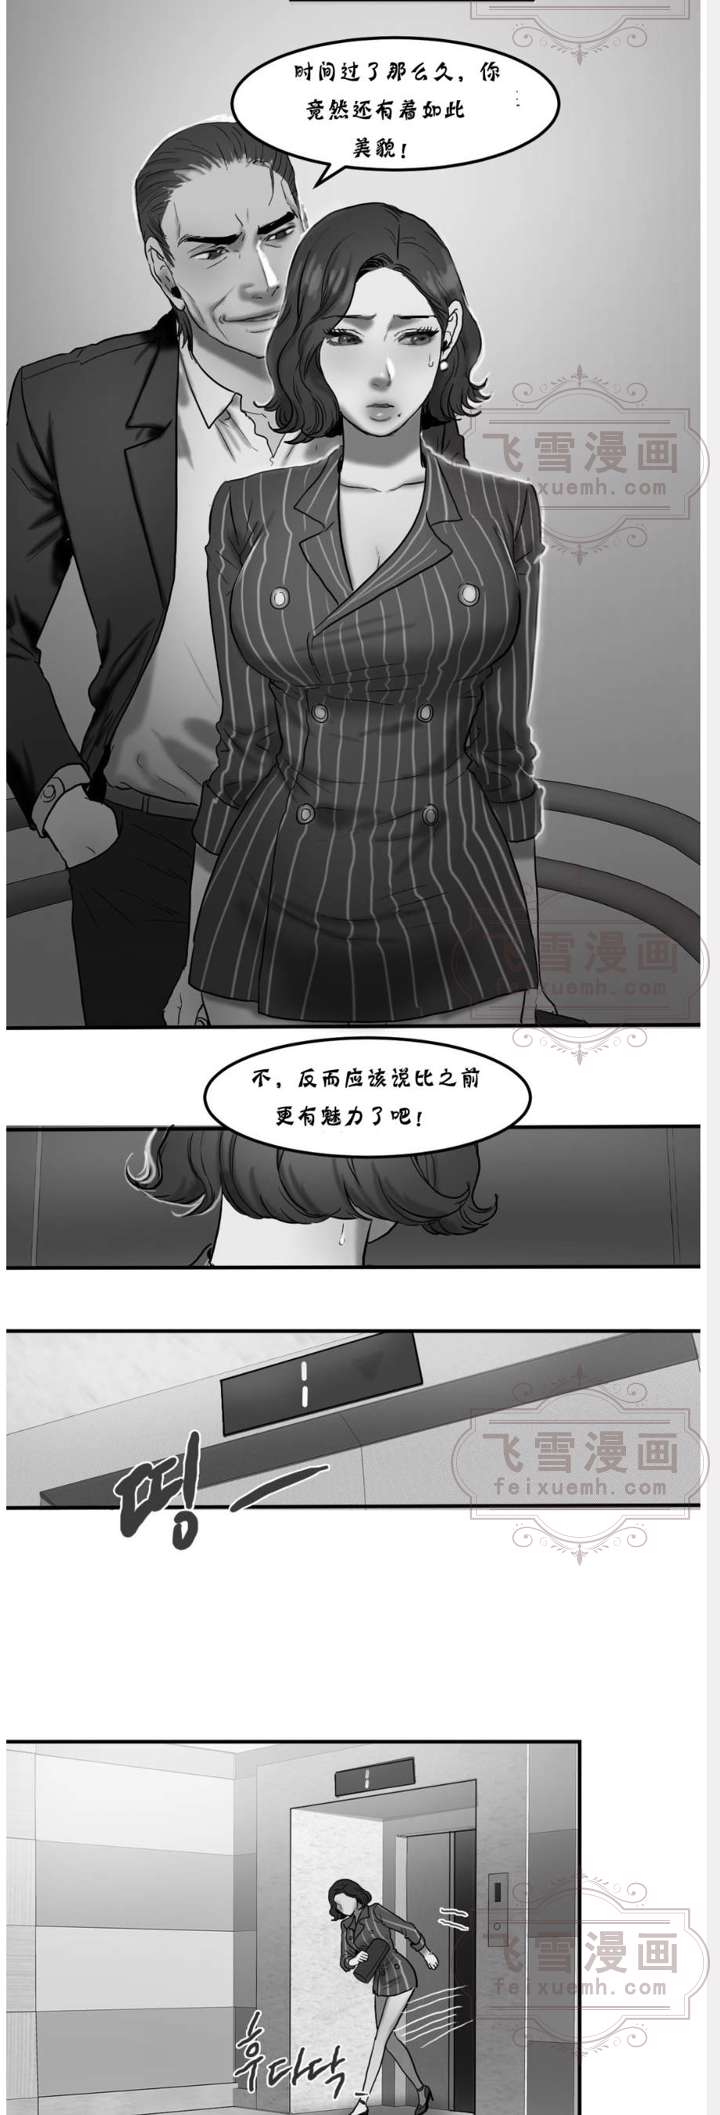 时间过了那么久，你…
竟然还有着如此
美貌！
飞雪漫画
feixuemh.com
飞雪漫画
feixuemh.com
不，反而应该说比之前
更有魅力了吧！
1
띵一
飞雪漫画
feixuemh.com
飞雪漫画
feixuemh.com
후다닥